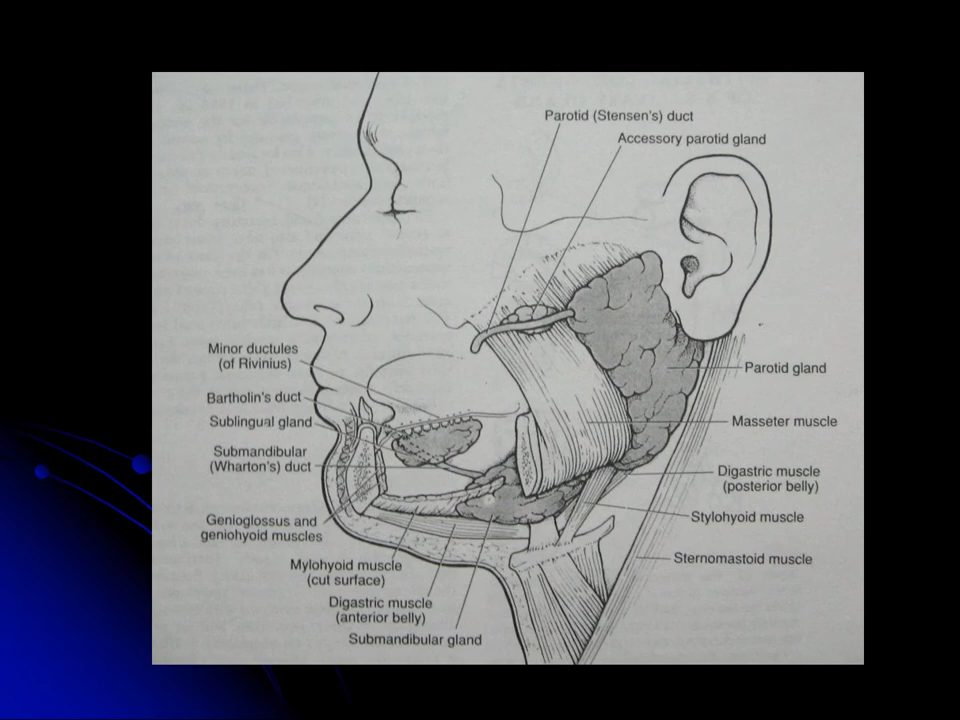 Parotid (Stensen's) duct
Accessory parotid gland
Minor ductules
(of Rivinius)
Bartholin's duct
Sublingual gland
Submandibular
(Wharton's) duct
Genioglossus and
geniohyoid muscles
Mylohyoid muscle
(cut surface)
Digastric muscle
(anterior belly)
Submandibular gland
Parotid gland
Masseter muscle
Digastric muscle
(posterior belly)
Stylohyoid muscle
Sternomastoid muscle